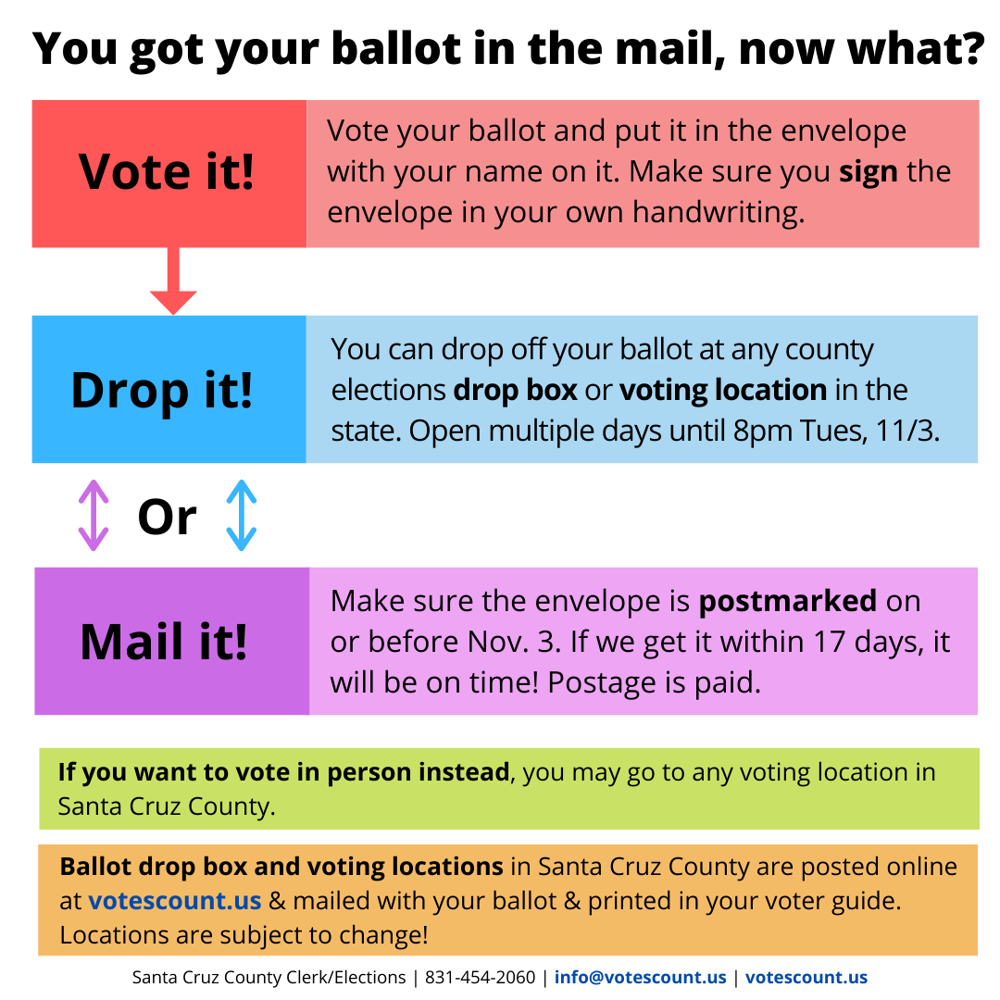 You got your ballot in the mail, now what?
Vote it!
Vote your ballot and put it in the envelope
with your name on it. Make sure you sign the
envelope in your own handwriting.
Drop it!
You can drop off your ballot at any county
elections drop box or voting location in the
state. Open multiple days until 8pm Tues, 11/3.
Or
Mail it!
Make sure the envelope is postmarked on
or before Nov. 3. If we get it within 17 days, it
will be on time! Postage is paid.
If you want to vote in person instead, you may go to any voting location in
Santa Cruz County.
Ballot drop box and voting locations in Santa Cruz County are posted online
at votescount.us & mailed with your ballot & printed in your voter guide.
Locations are subject to change!
Santa Cruz County Clerk/Elections | 831-454-2060 | info@votescount.us | votescount.us